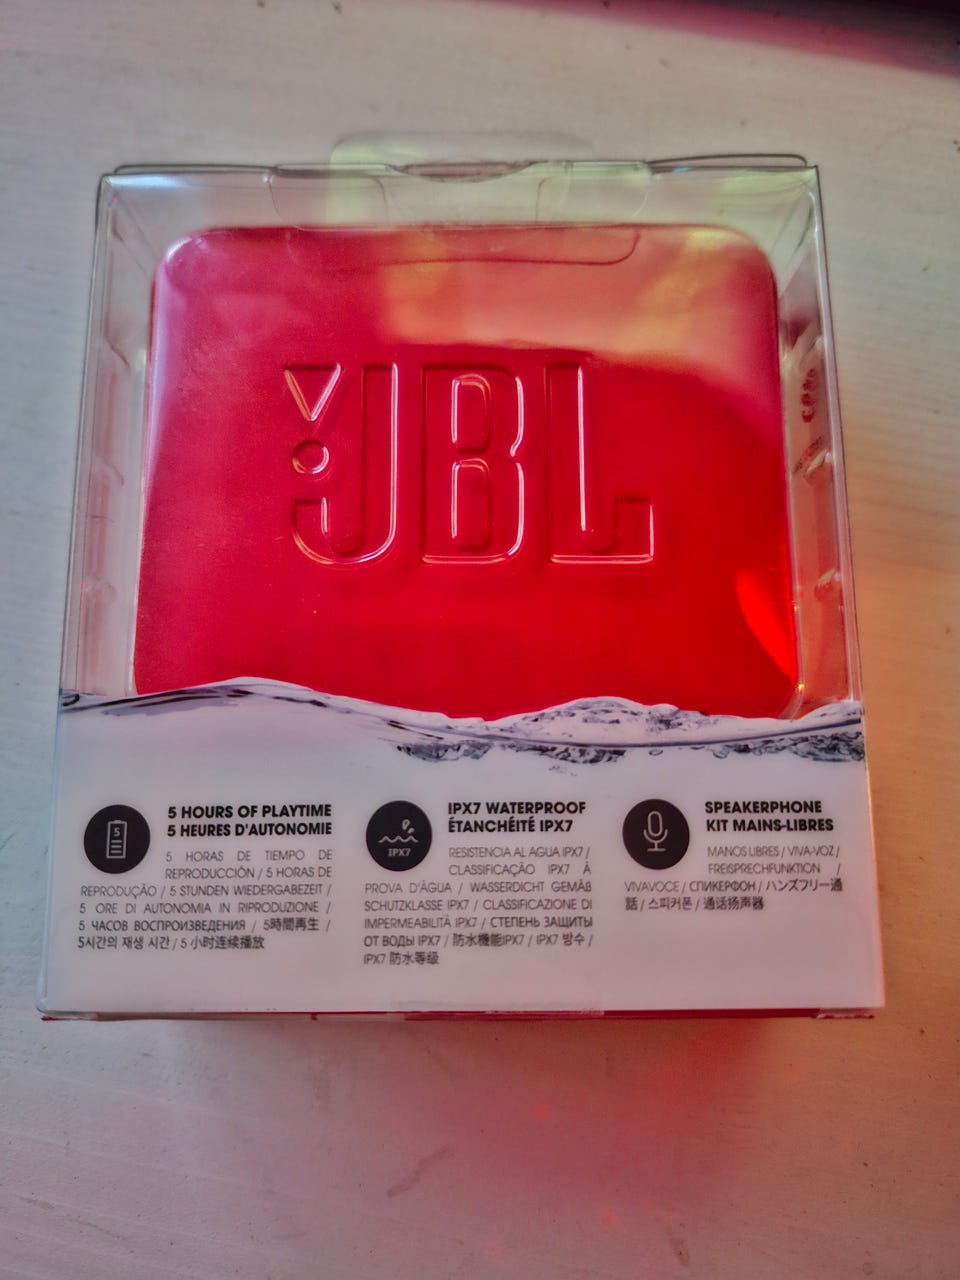 JBL
5 HOURS OF PLAYTIME
5 HEURES D'AUTONOMIE
5 HORAS DE TIEMPO DE
REPRODUCCIÓN / 5 HORAS DE
REPRODUÇÃO / 5 STUNDEN WIEDERGABEZEIT /
5 ORE DI AUTONOMIA IN RIPRODUZIONE /
5 ЧАСОВ ВОСПРОИЗВЕДЕНИЯ / 5時間再生 /
5시간의 재생 시간 / 5 小时连续播放
5
IPX7
IPX7 WATERPROOF
ÉTANCHÉITÉ IPX7
RESISTENCIA AL AGUA IPX7 /
CLASSIFICAÇÃO IPX7 À
PROVA D'ÁGUA / WASSERDICHT GEMÄß
SCHUTZKLASSE IPX7 / CLASSIFICAZIONE DI
IMPERMEABILITÀ IPX7 / СТЕПЕНЬ ЗАЩИТЫ
ОТ ВОДЫ IPX7 / 防水機能IPX7 / IPX7 방수 /
IPX7 防水等级
SPEAKERPHONE
KIT MAINS-LIBRES
MANOS LIBRES / VIVA-VOZ /
FREISPRECHFUNKTION /
VIVAVOCE / СПИКЕРФОН / ハンズフリー通
話 / 스피커폰 / 通话扬声器